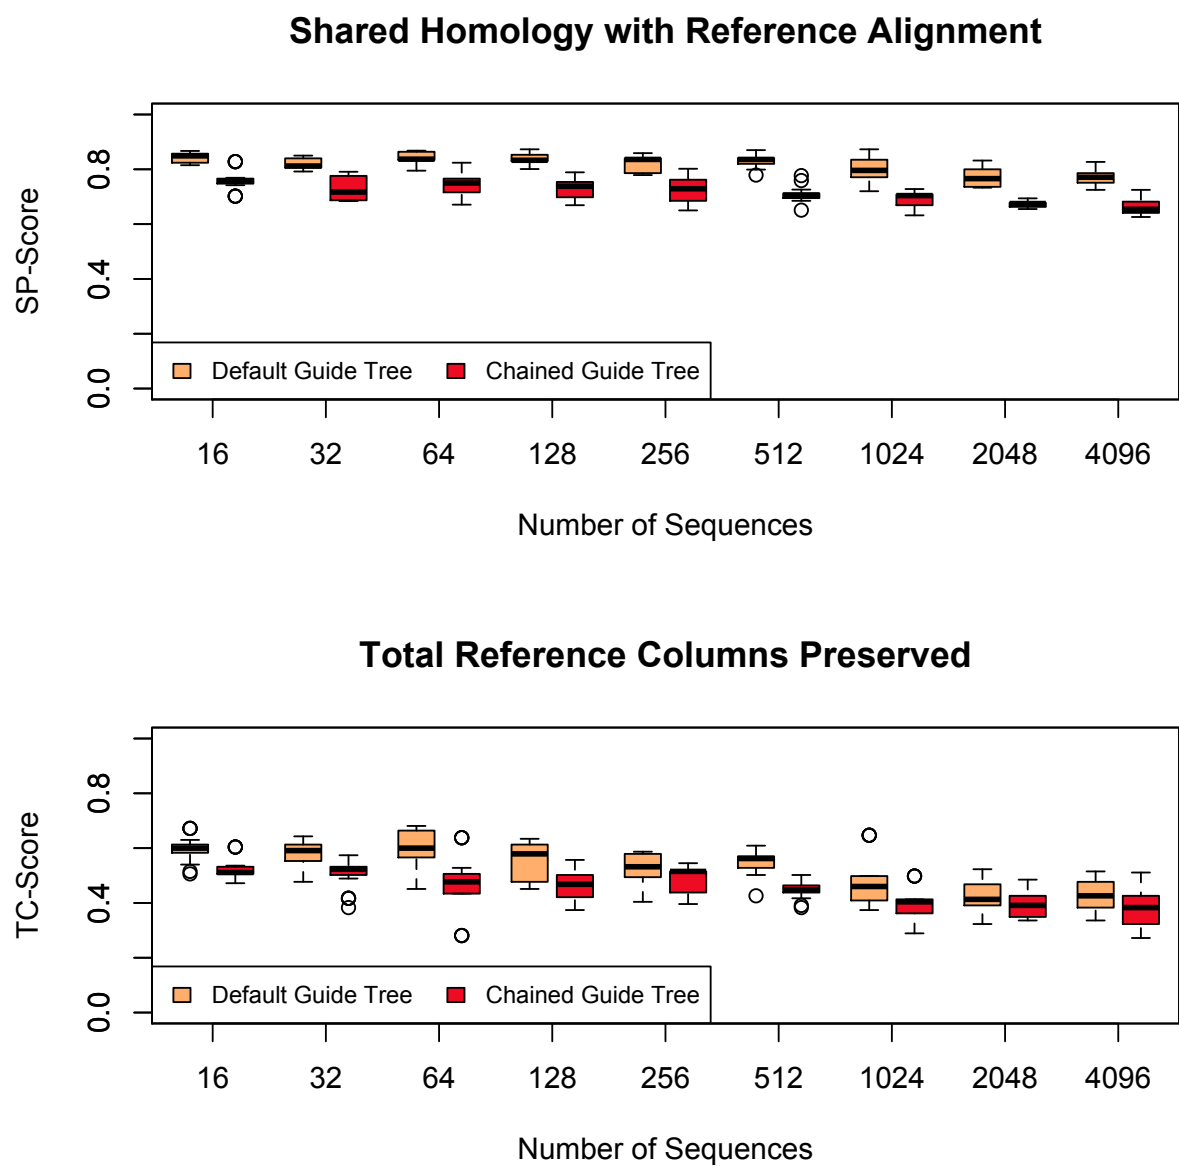 Shared Homology with Reference Alignment
SP-Score
0.8
0.4
0.0
Default Guide Tree Chained Guide Tree
16 32 64 128 256 512 1024 2048 4096
Number of Sequences
Total Reference Columns Preserved
TC-Score
0.8
0.4
0.0
Default Guide Tree Chained Guide Tree
16 32 64 128 256 512 1024 2048 4096
Number of Sequences